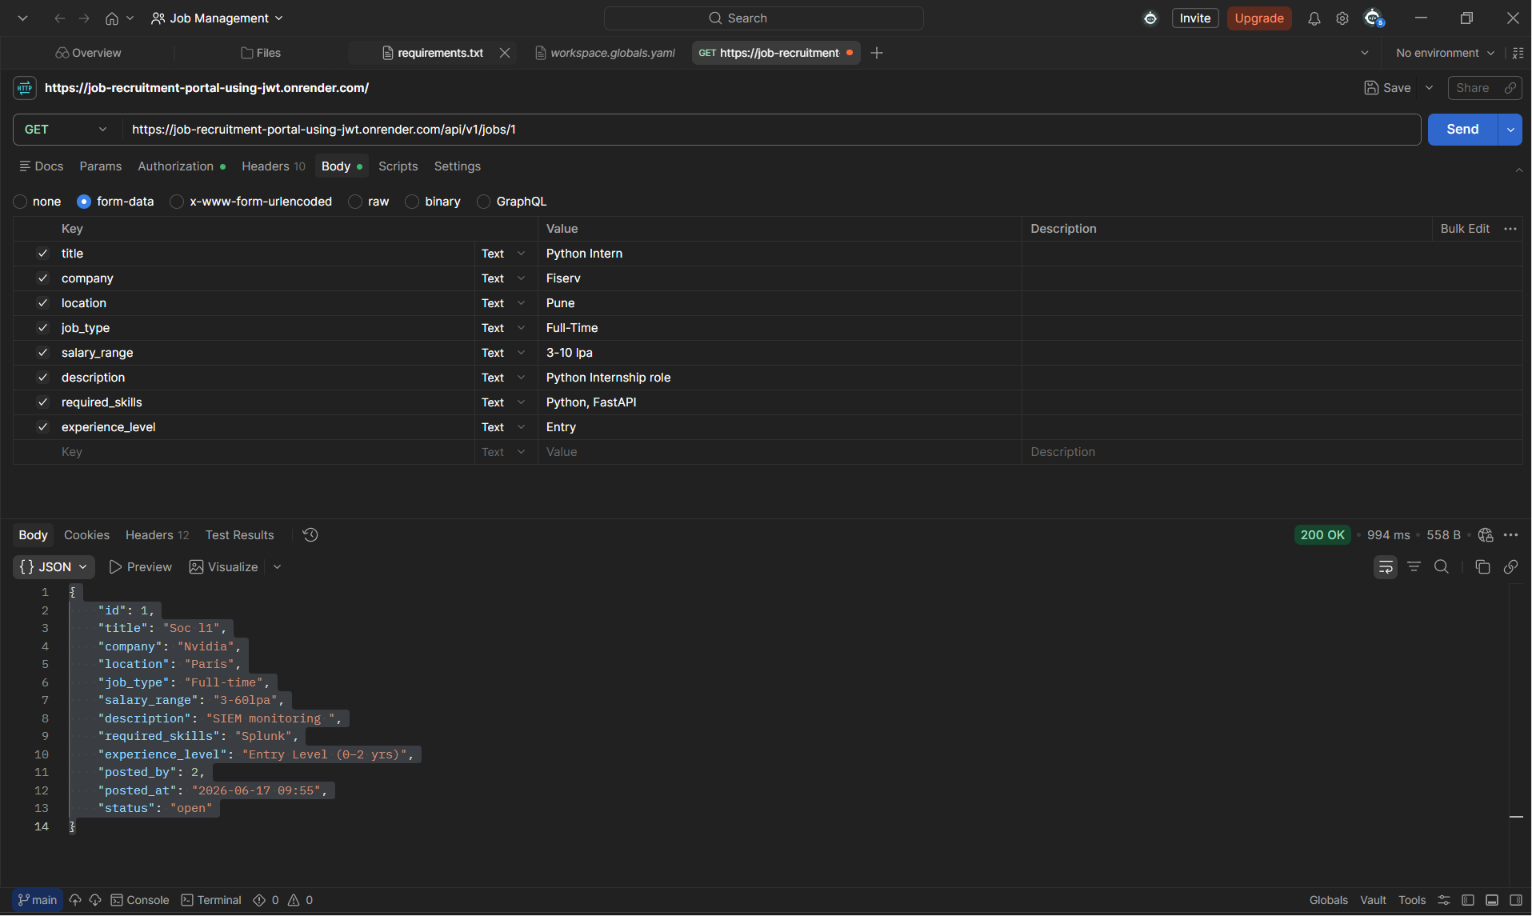 Job Management
Search
Invite
Upgrade
Overview
Files
requirements.txt
workspace.globals.yaml
GET https://job-recruitment
No environment
HTTP
https://job-recruitment-portal-using-jwt.onrender.com/
Save
Share
GET
https://job-recruitment-portal-using-jwt.onrender.com/api/v1/jobs/1
Send
Docs Params Authorization Headers 10 Body Scripts Settings
none form-data x-www-form-urlencoded raw binary GraphQL
Key Value Description Bulk Edit
title Text Python Intern
company Text Fiserv
location Text Pune
job_type Text Full-Time
salary_range Text 3-10 lpa
description Text Python Internship role
required_skills Text Python, FastAPI
experience_level Text Entry
Key Text Value Description
Body Cookies Headers 12 Test Results 200 OK 994 ms 558 B
{} JSON Preview Visualize
1 {
2 "id": 1,
3 "title": "Soc l1",
4 "company": "Nvidia",
5 "location": "Paris",
6 "job_type": "Full-time",
7 "salary_range": "3-60lpa",
8 "description": "SIEM monitoring ",
9 "required_skills": "Splunk",
10 "experience_level": "Entry Level (0–2 yrs)",
11 "posted_by": 2,
12 "posted_at": "2026-06-17 09:55",
13 "status": "open"
14 }
main Console Terminal 0 0 Globals Vault Tools